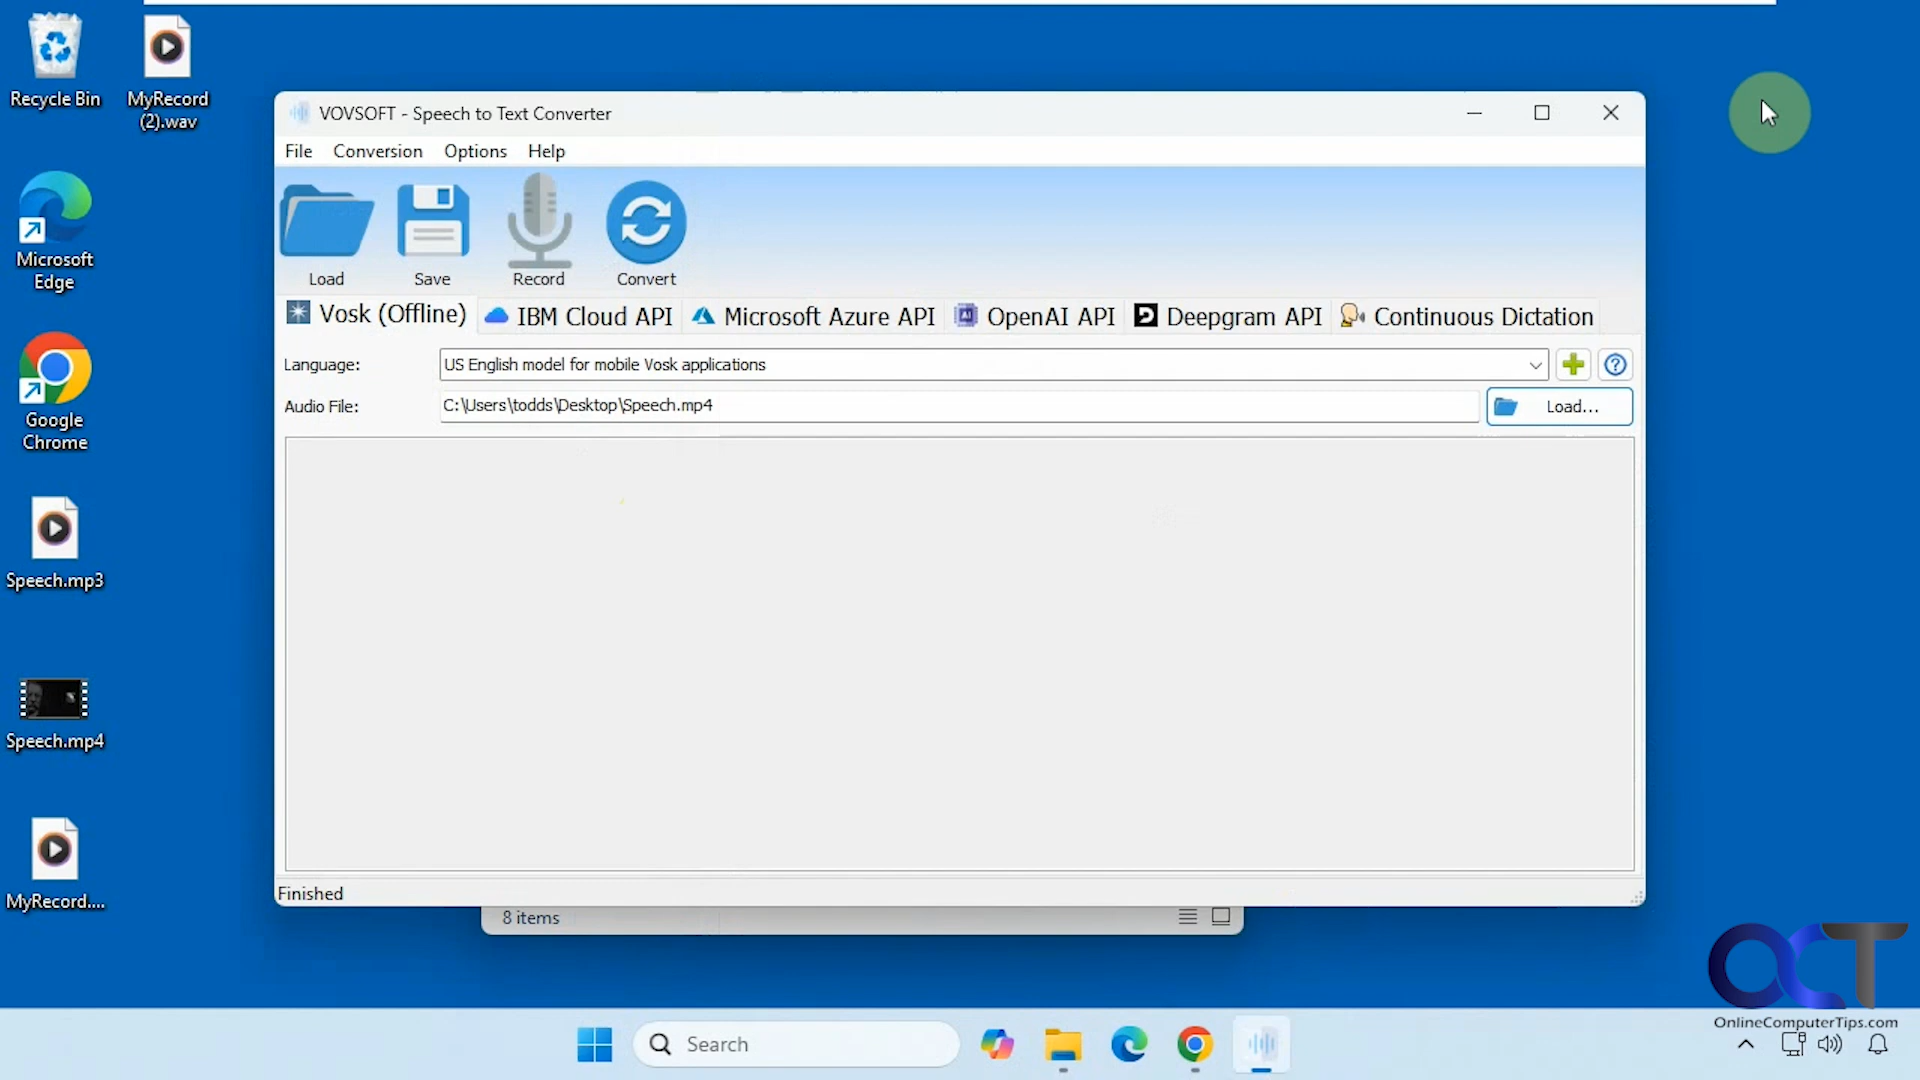 Recycle Bin
MyRecord
(2).wav
Microsoft
Edge
Google
Chrome
Speech.mp3
Speech.mp4
MyRecord....
VOVSOFT - Speech to Text Converter
File Conversion Options Help
Load Save Record Convert
Vosk (Offline) IBM Cloud API Microsoft Azure API OpenAI API Deepgram API Continuous Dictation
Language: US English model for mobile Vosk applications
Audio File: C:\Users\todds\Desktop\Speech.mp4 Load...
Finished
8 items
OCT
OnlineComputerTips.com
Search